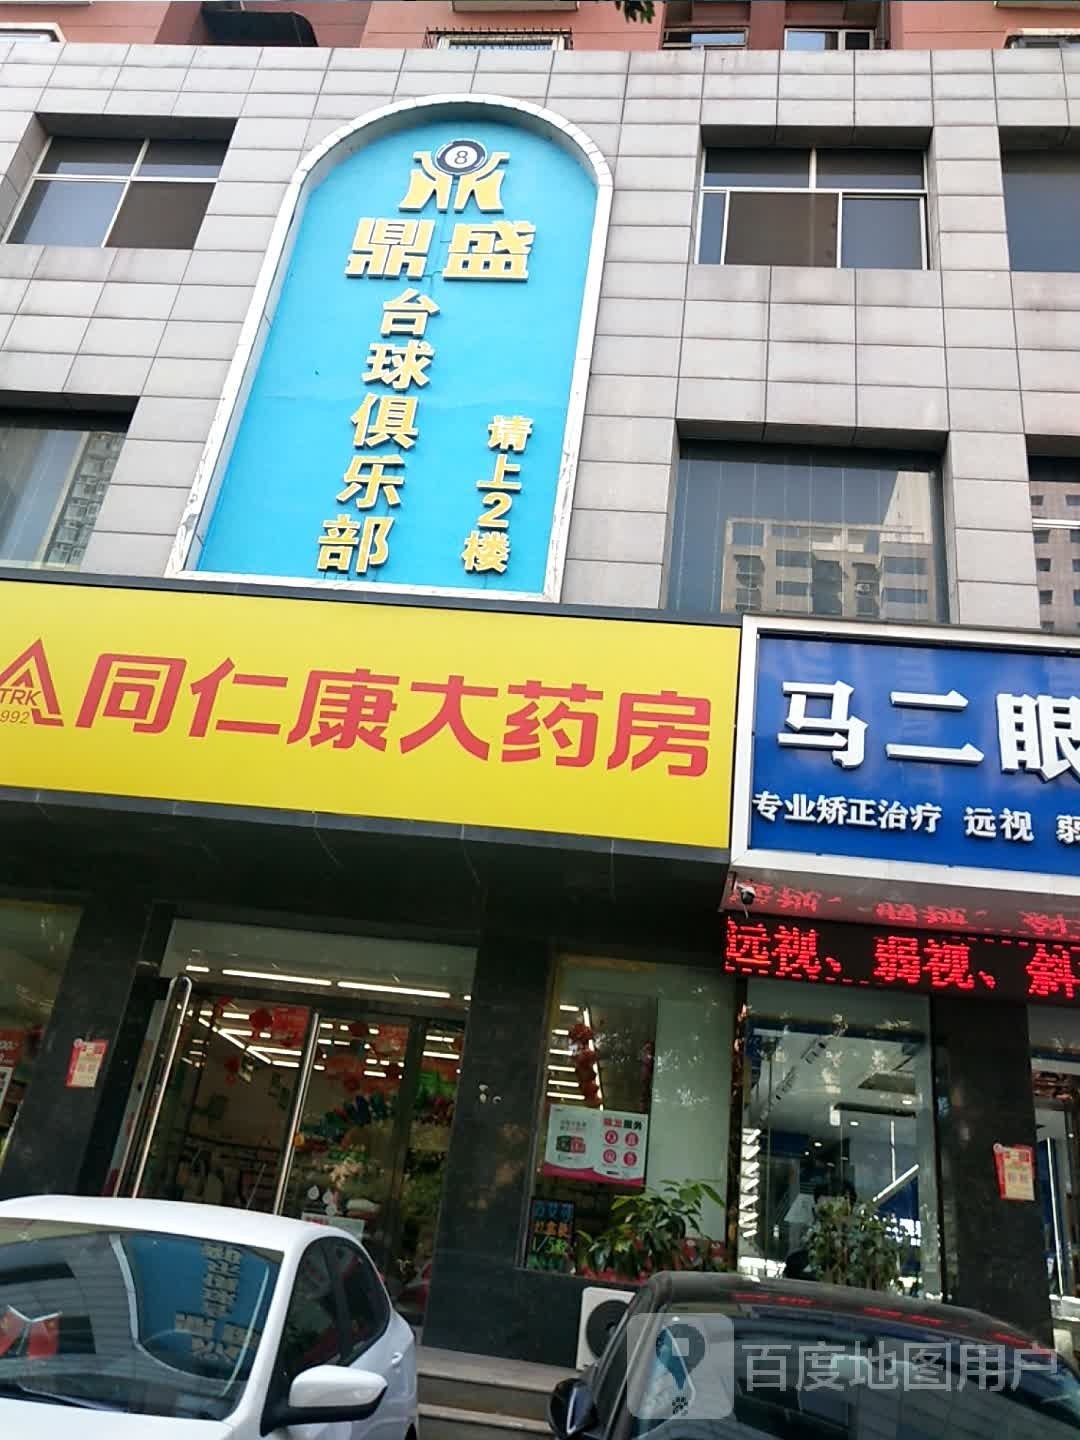 8
鼎盛
台球俱乐部
请上2楼
TRK
992
同仁康大药房
马二眼
专业矫正治疗 远视 弱
远视、弱视、斜
百度地图用户